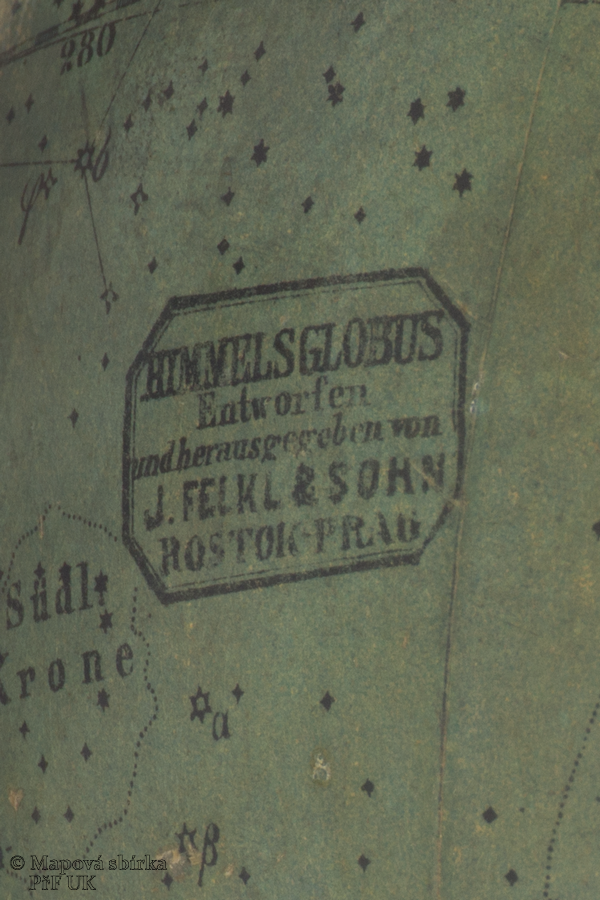 280
φ
HIMMELSGLOBUS
Entworfen
und herausgegeben von
J. FELKL & SOHN
ROSTOK-PRAG
Südl.
Krone
α
β
© Mapová sbírka
PřF UK